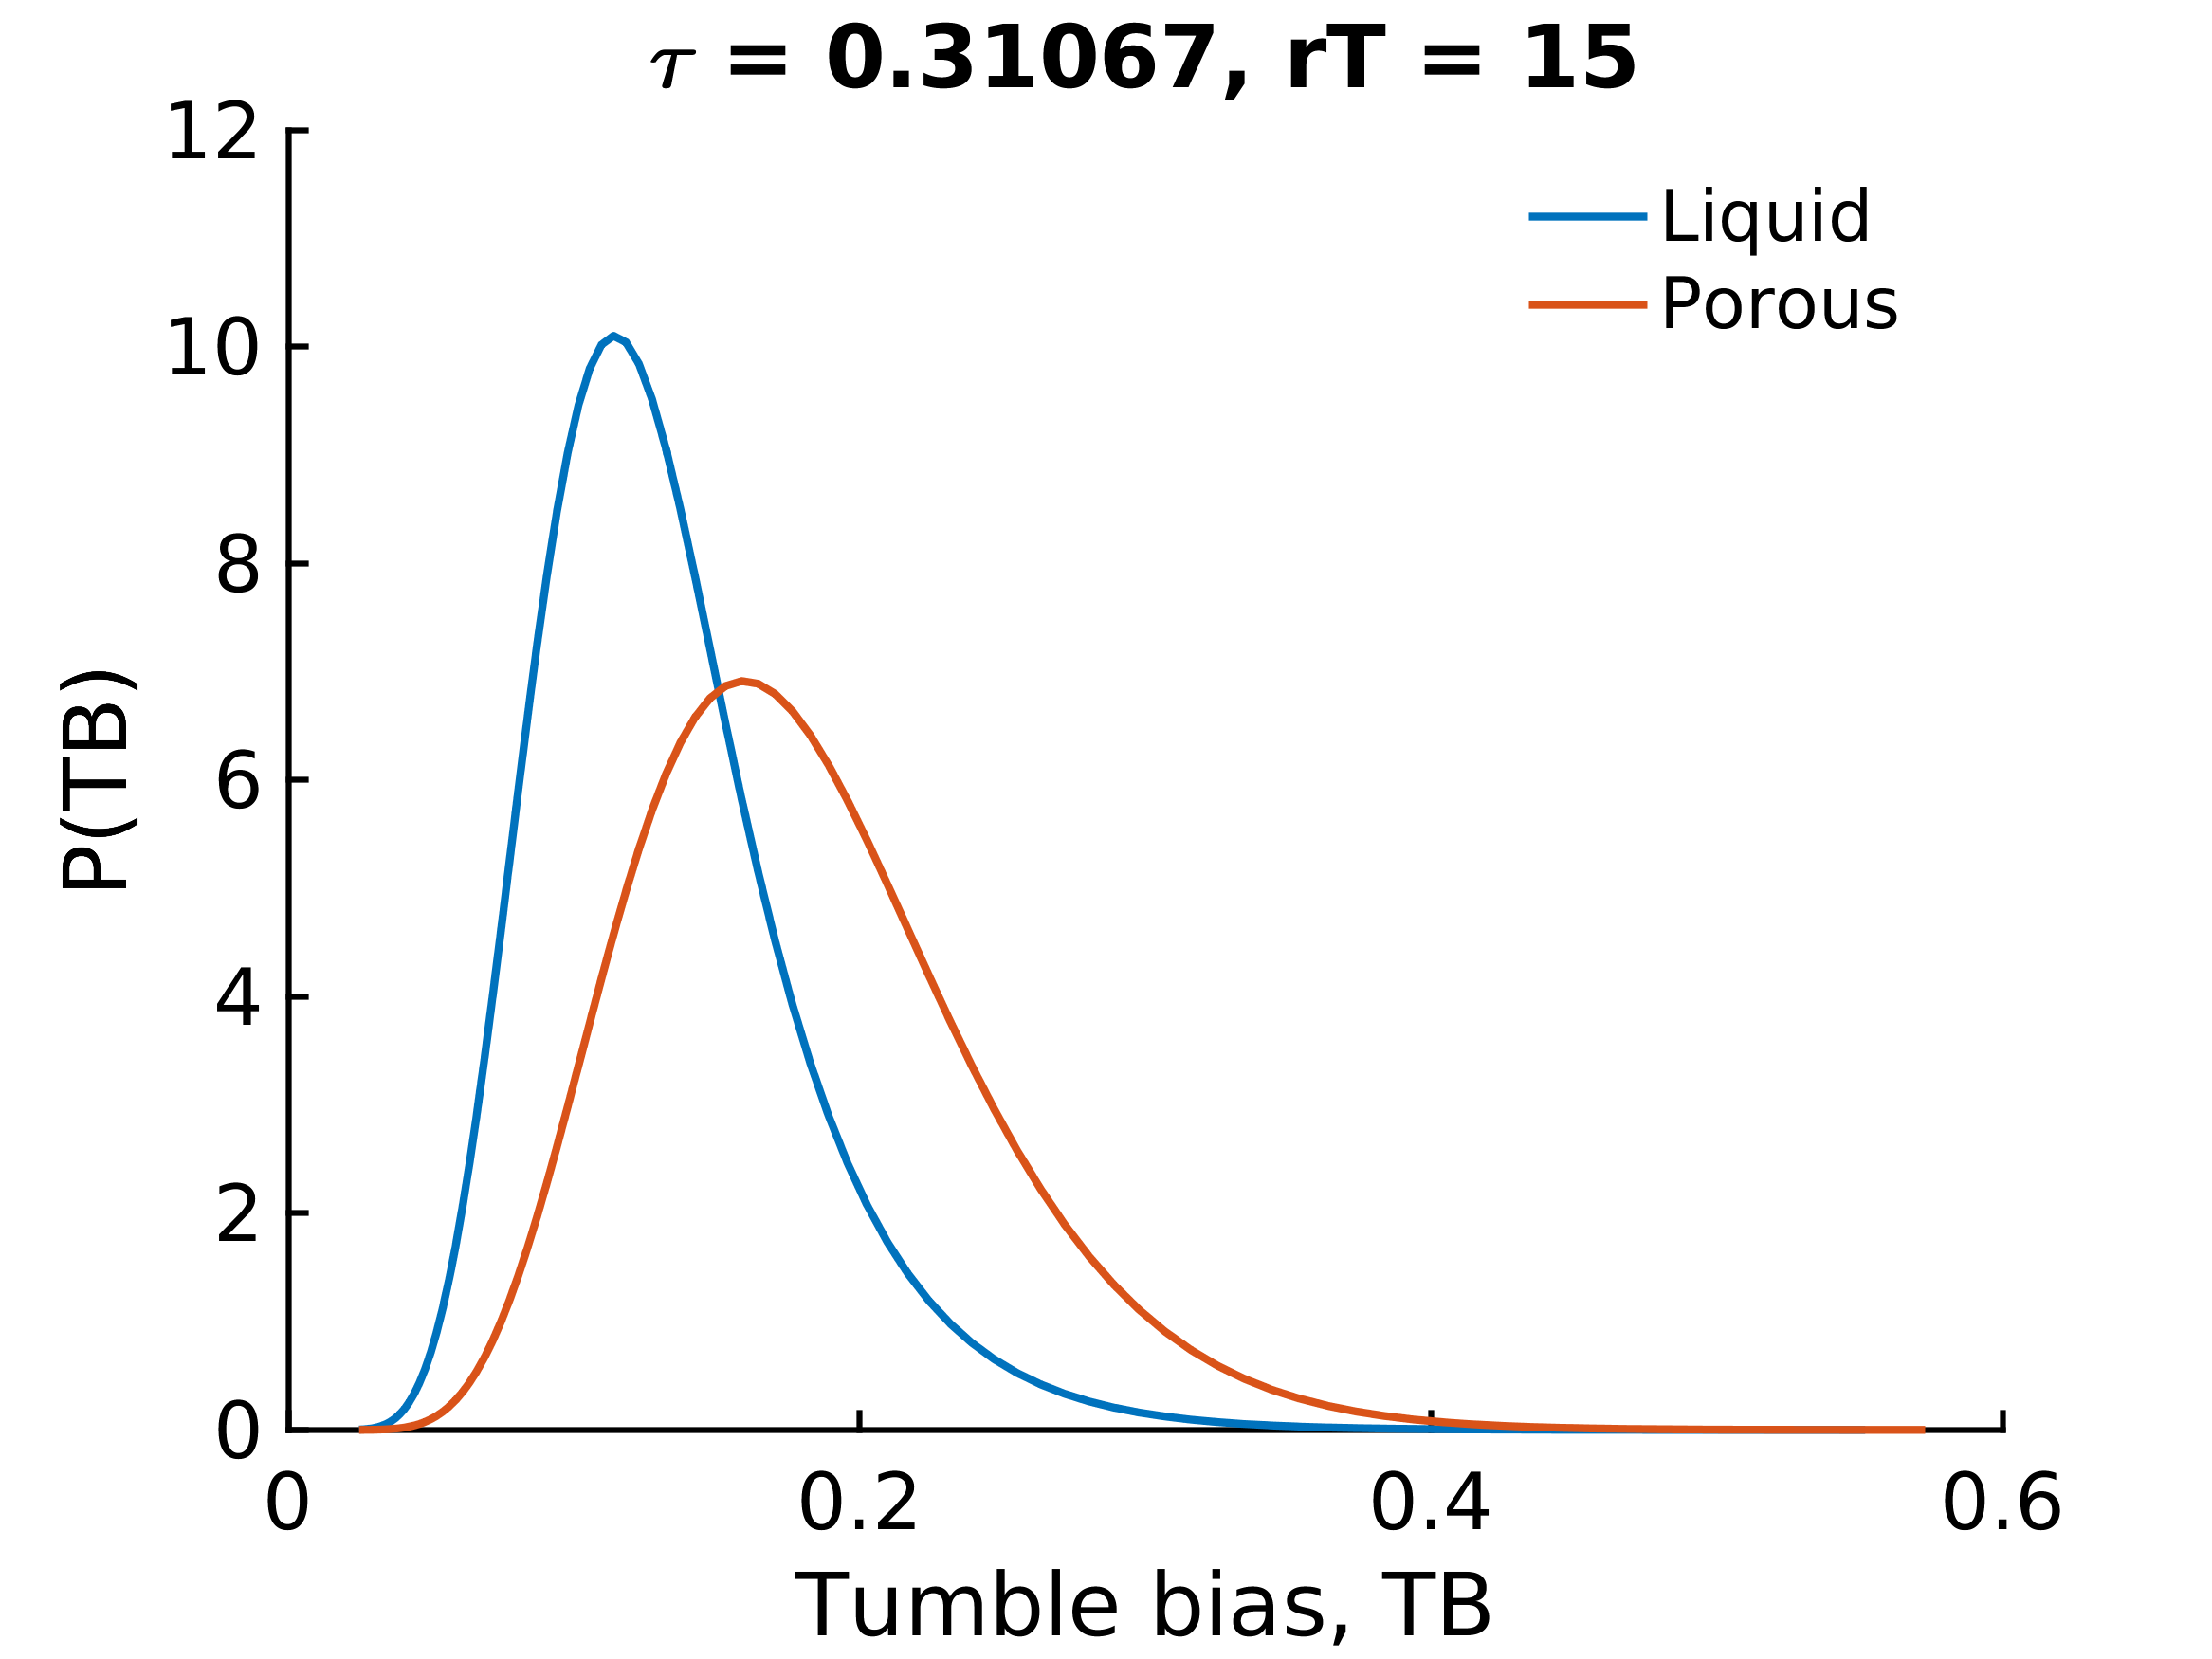 τ = 0.31067, rT = 15
12
10
8
6
4
2
0
P(TB)
Liquid
Porous
0
0.2
0.4
0.6
Tumble bias, TB